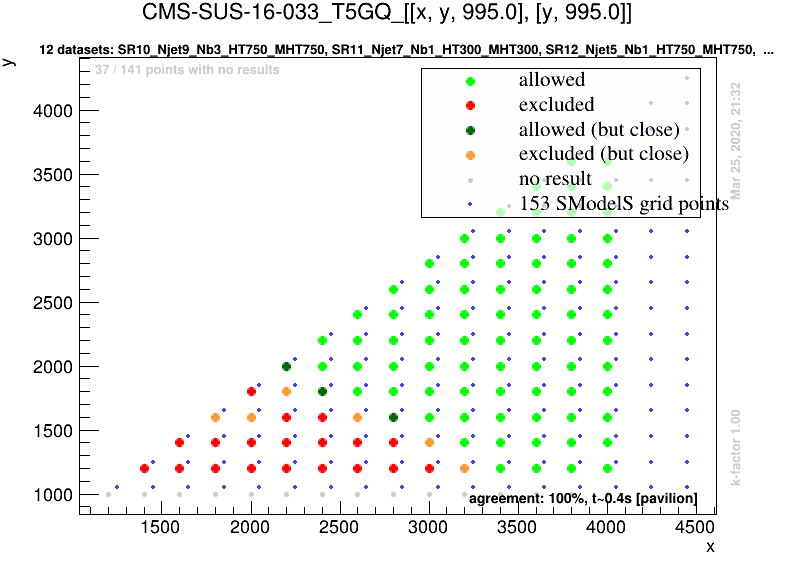 CMS-SUS-16-033_T5GQ_[[x, y, 995.0], [y, 995.0]]
12 datasets: SR10_Njet9_Nb3_HT750_MHT750, SR11_Njet7_Nb1_HT300_MHT300, SR12_Njet5_Nb1_HT750_MHT750, ...
y
37 / 141 points with no results
allowed
excluded
allowed (but close)
excluded (but close)
no result
153 SModelS grid points
4000
3500
3000
2500
2000
1500
1000
Mar 25, 2020, 21:32
k-factor 1.00
agreement: 100%, t~0.4s [pavilion]
1500 2000 2500 3000 3500 4000 4500
x